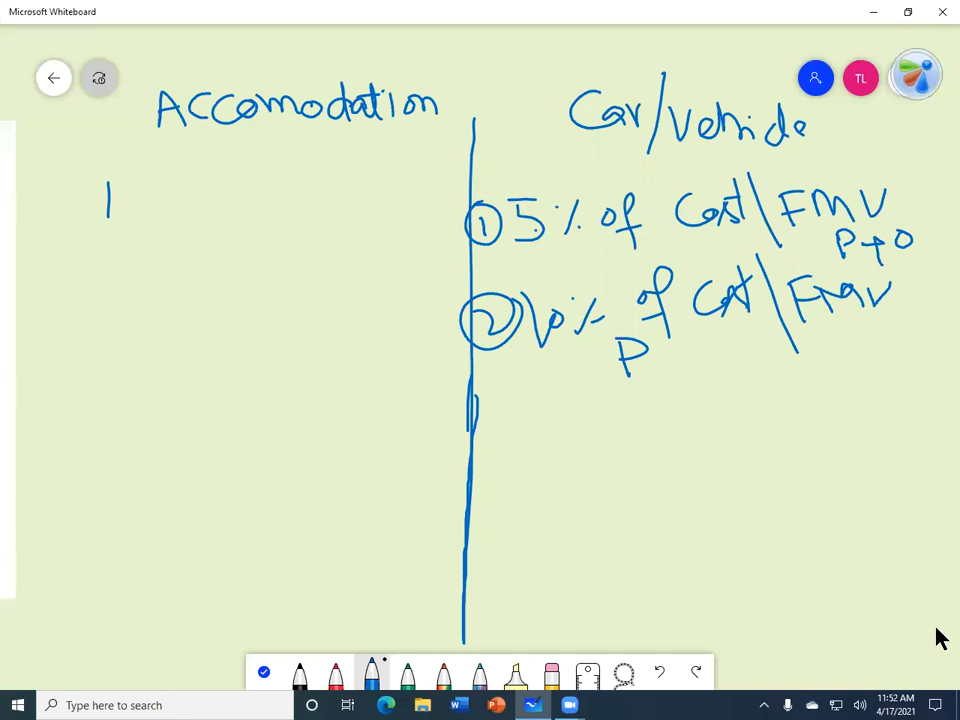 Microsoft Whiteboard
TL
Accomodation
Car/Vehicle
1 5% of Cost\FMV
P+O
2 10% of Cost\FMV
P
Type here to search
11:52 AM
4/17/2021